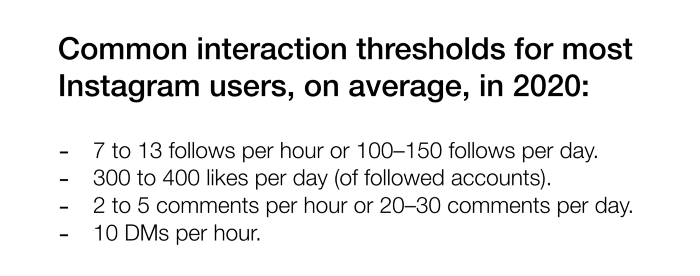 Common interaction thresholds for most
Instagram users, on average, in 2020:
- 7 to 13 follows per hour or 100–150 follows per day.
- 300 to 400 likes per day (of followed accounts).
- 2 to 5 comments per hour or 20–30 comments per day.
- 10 DMs per hour.